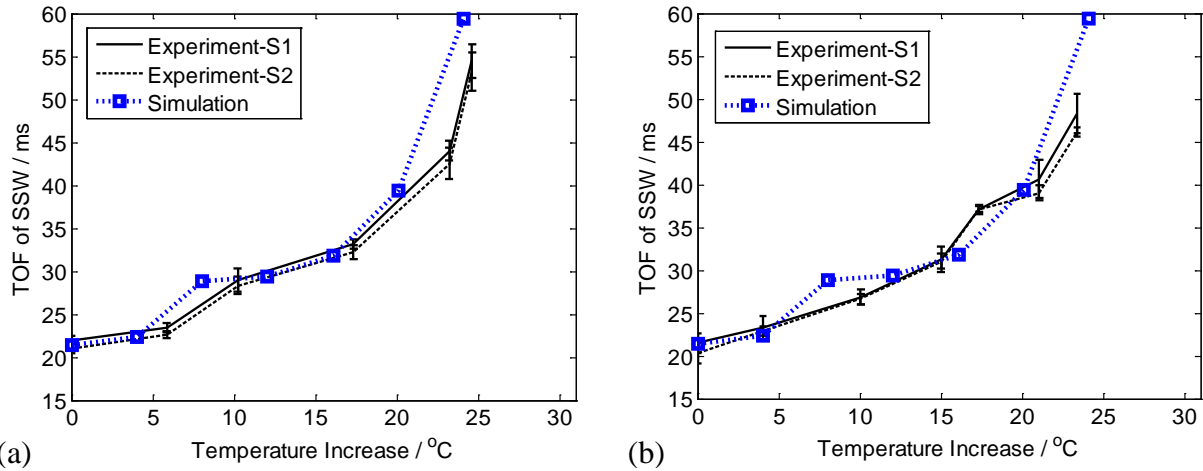 60
55
50
45
40
35
30
25
20
15
TOF of SSW / ms
Experiment-S1
Experiment-S2
Simulation
0 5 10 15 20 25 30
Temperature Increase / °C
(a)
60
55
50
45
40
35
30
25
20
15
TOF of SSW / ms
Experiment-S1
Experiment-S2
Simulation
0 5 10 15 20 25 30
Temperature Increase / °C
(b)